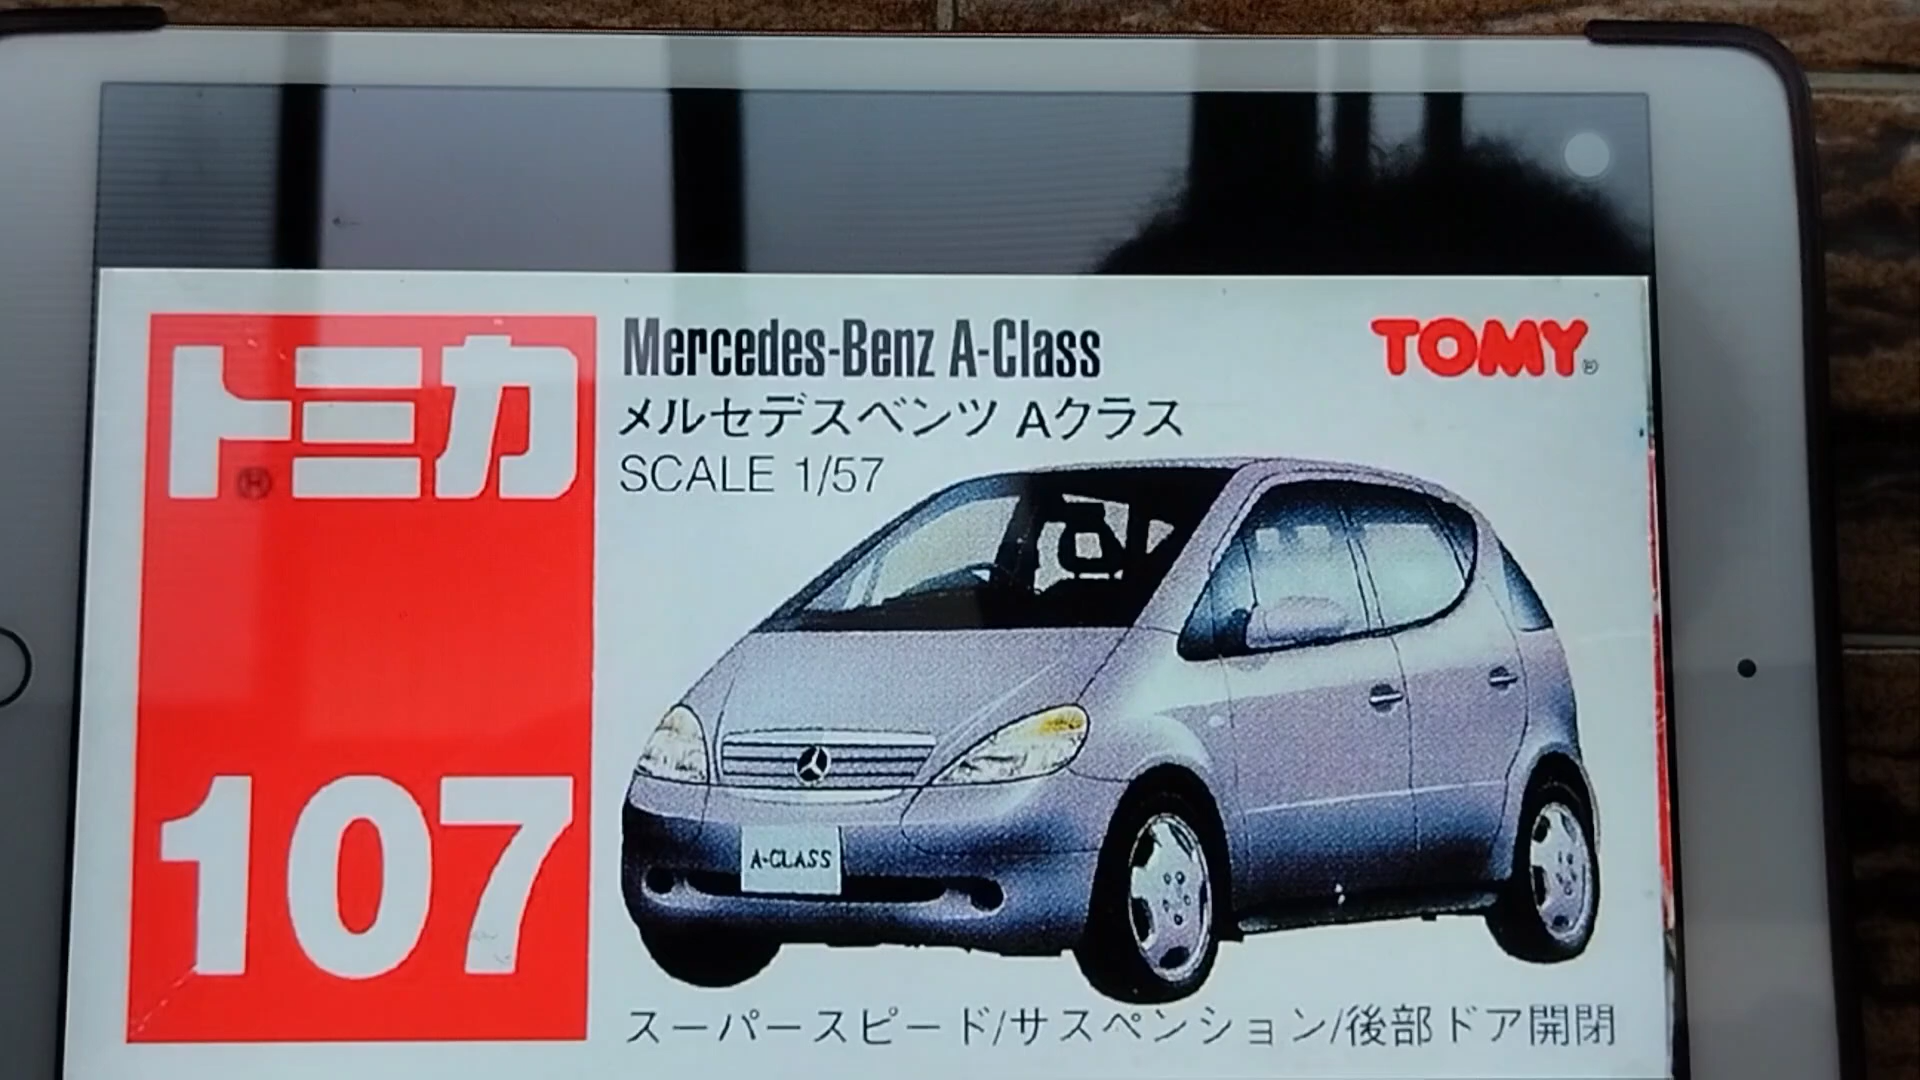 トミカ
107
Mercedes-Benz A-Class
メルセデスベンツ Aクラス
SCALE 1/57
TOMY®
A-CLASS
スーパースピード/サスペンション/後部ドア開閉